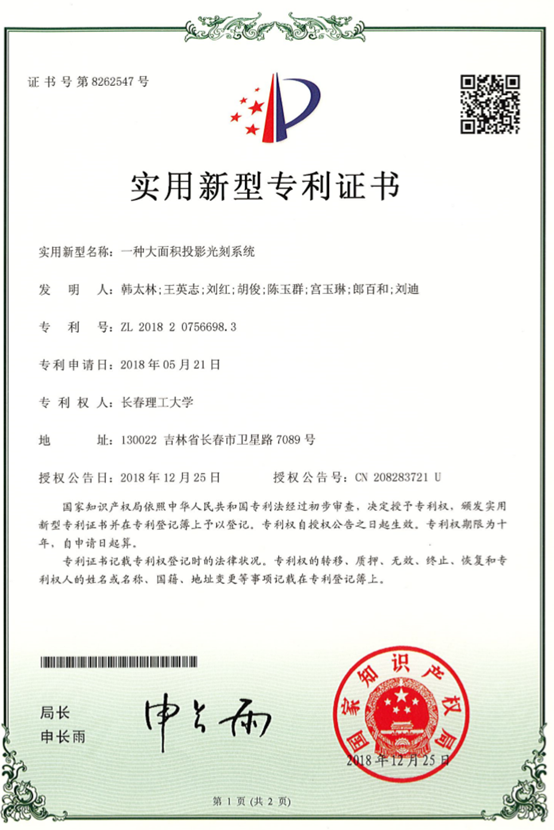 证书号第8262547号
实用新型专利证书
实用新型名称：一种大面积投影光刻系统
发明人：韩太林;王英志;刘红;胡俊;陈玉群;宫玉琳;郎百和;刘迪
专利号：ZL 2018 2 0756698.3
专利申请日：2018年05月21日
专利权人：长春理工大学
地址：130022 吉林省长春市卫星路7089号
授权公告日：2018年12月25日 授权公告号：CN 208283721 U
国家知识产权局依照中华人民共和国专利法经过初步审查，决定授予专利权，颁发实用
新型专利证书并在专利登记簿上予以登记。专利权自授权公告之日起生效。专利权期限为十
年，自申请日起算。
专利证书记载专利权登记时的法律状况。专利权的转移、质押、无效、终止、恢复和专
利权人的姓名或名称、国籍、地址变更等事项记载在专利登记簿上。
局长
申长雨
申长雨
国家知识产权局
2018年12月25日
第1页(共2页)